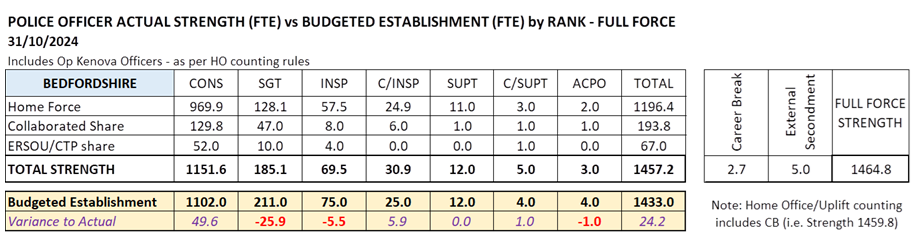 POLICE OFFICER ACTUAL STRENGTH (FTE) vs BUDGETED ESTABLISHMENT (FTE) by RANK - FULL FORCE
31/10/2024
Includes Op Kenova Officers - as per HO counting rules
BEDFORDSHIRE CONS SGT INSP C/INSP SUPT C/SUPT ACPO TOTAL
Home Force 969.9 128.1 57.5 24.9 11.0 3.0 2.0 1196.4
Collaborated Share 129.8 47.0 8.0 6.0 1.0 1.0 1.0 193.8
ERSOU/CTP share 52.0 10.0 4.0 0.0 0.0 1.0 0.0 67.0
TOTAL STRENGTH 1151.6 185.1 69.5 30.9 12.0 5.0 3.0 1457.2
Budgeted Establishment 1102.0 211.0 75.0 25.0 12.0 4.0 4.0 1433.0
Variance to Actual 49.6 -25.9 -5.5 5.9 0.0 1.0 -1.0 24.2
Career Break
External
Secondment
FULL FORCE
STRENGTH
2.7 5.0 1464.8
Note: Home Office/Uplift counting
includes CB (i.e. Strength 1459.8)